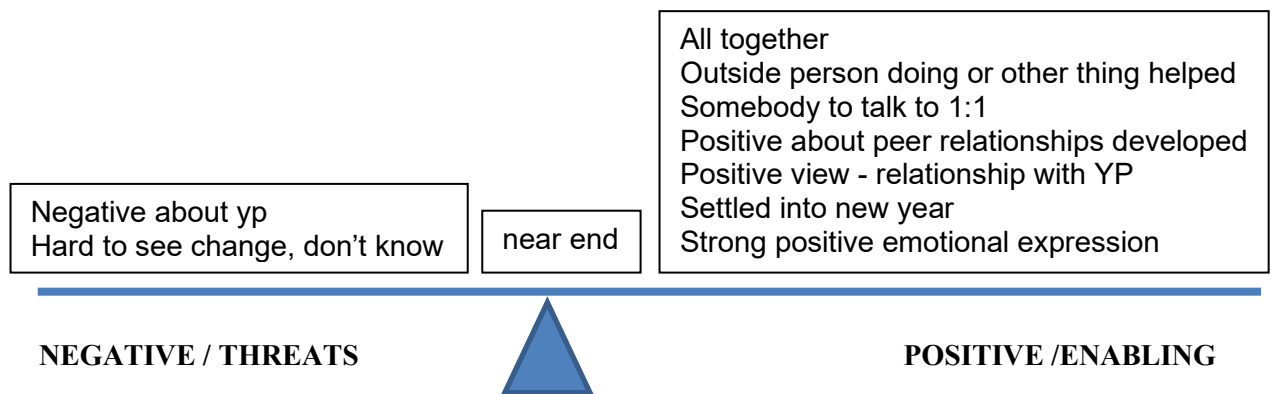 All together
Outside person doing or other thing helped
Somebody to talk to 1:1
Positive about peer relationships developed
Positive view - relationship with YP
Settled into new year
Strong positive emotional expression
Negative about yp
Hard to see change, don’t know
near end
NEGATIVE / THREATS
POSITIVE /ENABLING